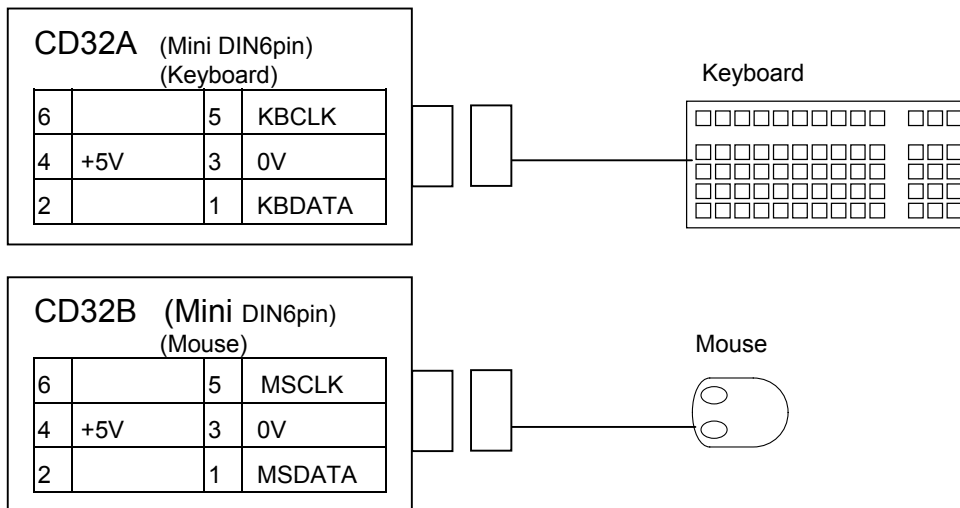 CD32A (Mini DIN6pin)
(Keyboard)
6 5 KBCLK
4 +5V 3 0V
2 1 KBDATA
Keyboard
CD32B (Mini DIN6pin)
(Mouse)
6 5 MSCLK
4 +5V 3 0V
2 1 MSDATA
Mouse